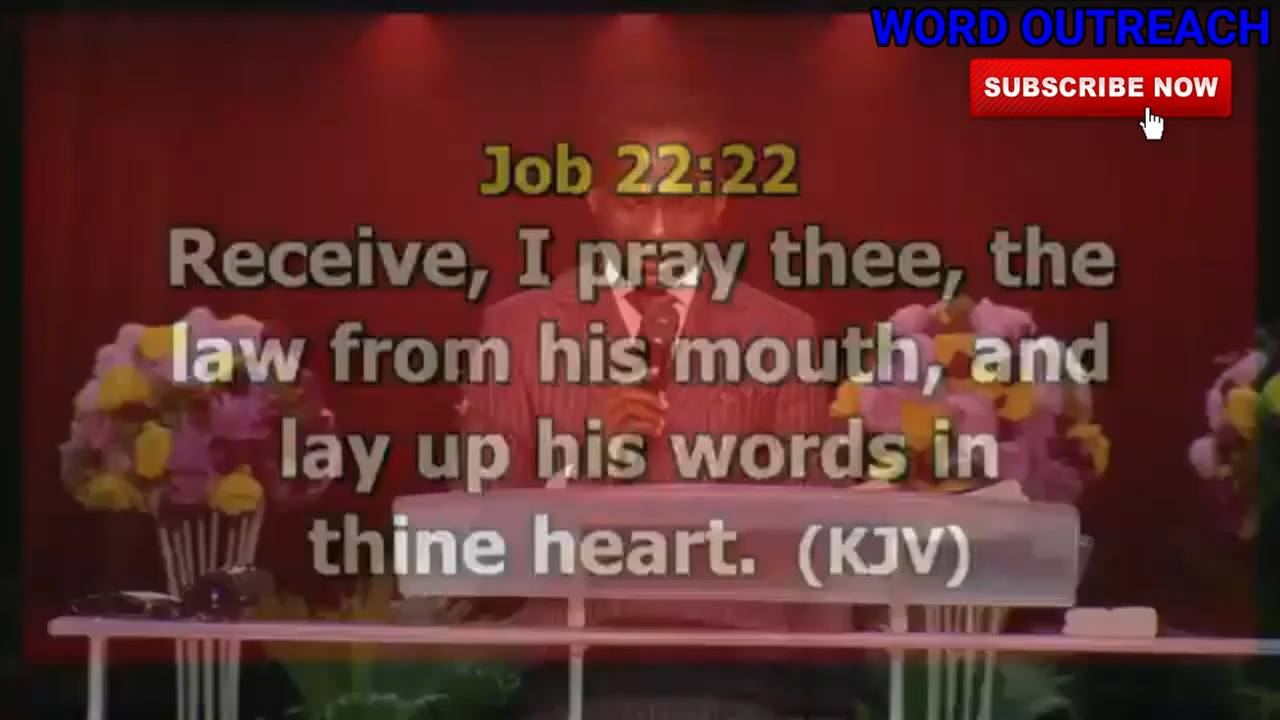 WORD OUTREACH
SUBSCRIBE NOW
Job 22:22
Receive, I pray thee, the
law from his mouth, and
lay up his words in
thine heart. (KJV)